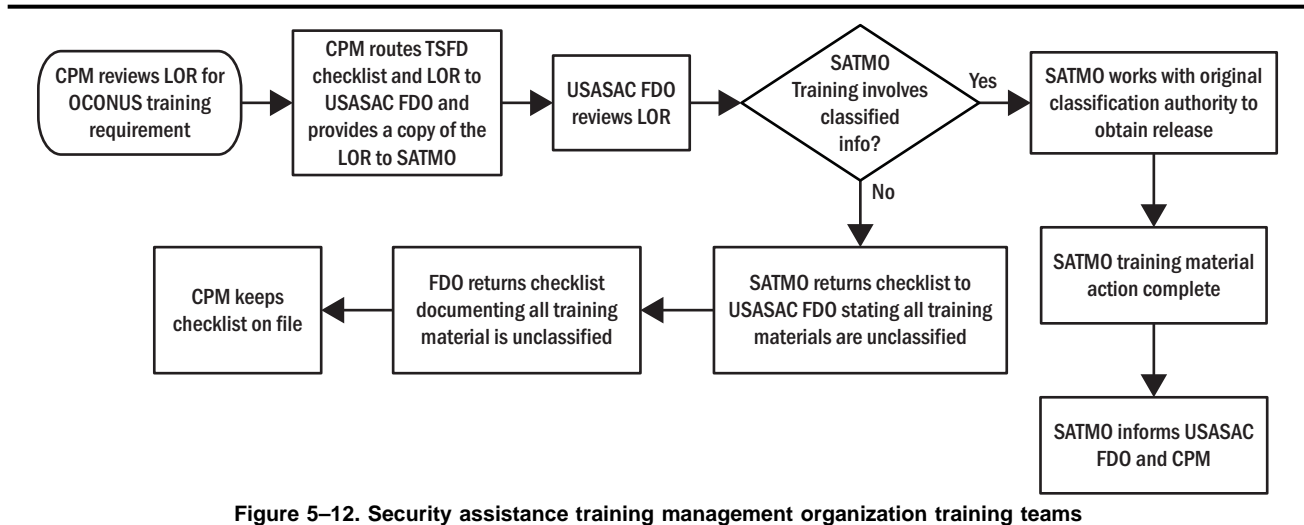 CPM reviews LOR for
OCONUS training
requirement
CPM routes TSFD
checklist and LOR to
USASAC FDO and
provides a copy of the
LOR to SATMO
USASAC FDO
reviews LOR
SATMO
Training involves
classified
info?
Yes
SATMO works with original
classification authority to
obtain release
No
CPM keeps
checklist on file
FDO returns checklist
documenting all training
material is unclassified
SATMO returns checklist to
USASAC FDO stating all training
materials are unclassified
SATMO training material
action complete
SATMO informs USASAC
FDO and CPM
Figure 5–12. Security assistance training management organization training teams